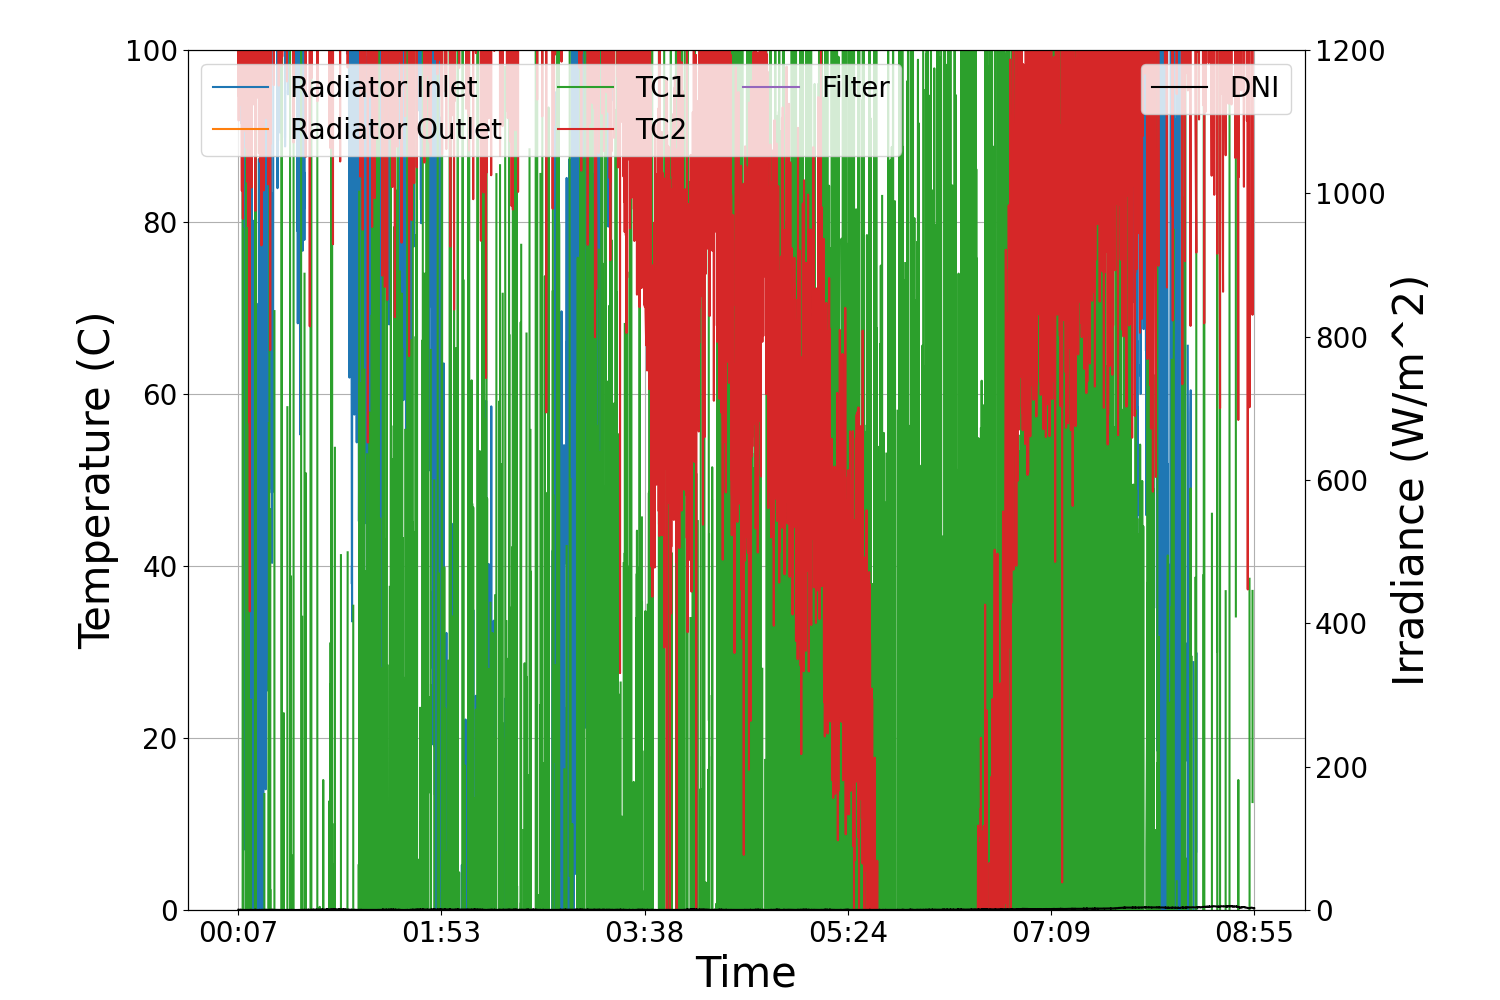 100
80
60
40
20
0
Temperature (C)
Radiator Inlet
Radiator Outlet
TC1
TC2
Filter
DNI
1200
1000
800
600
400
200
0
Irradiance (W/m^2)
00:07
01:53
03:38
05:24
07:09
08:55
Time